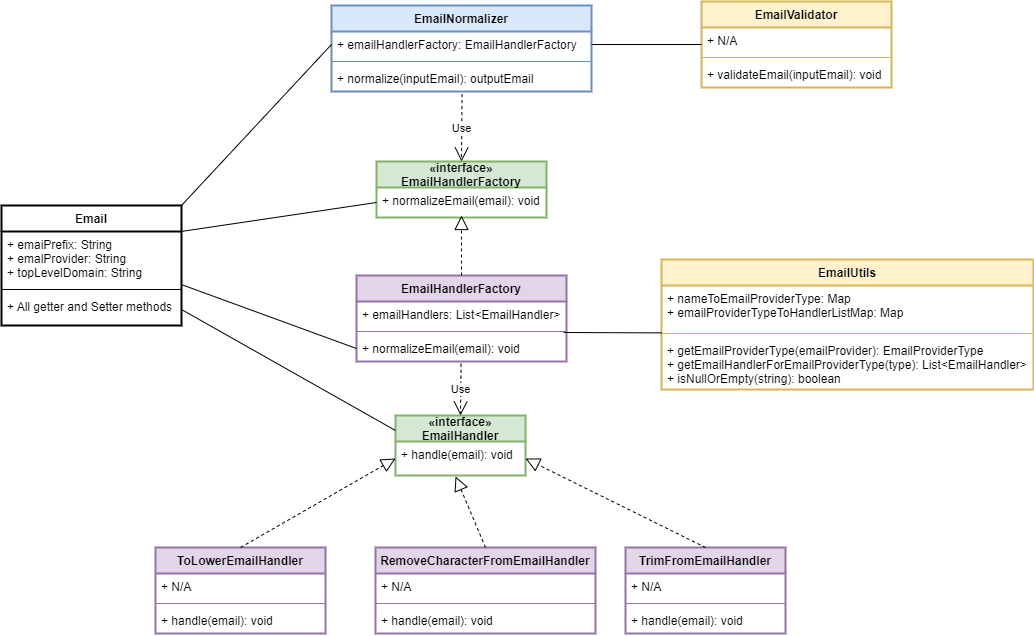 EmailNormalizer
+ emailHandlerFactory: EmailHandlerFactory
+ normalize(inputEmail): outputEmail
EmailValidator
+ N/A
+ validateEmail(inputEmail): void
Use
«interface»
EmailHandlerFactory
+ normalizeEmail(email): void
Email
+ emaiPrefix: String
+ emalProvider: String
+ topLevelDomain: String
+ All getter and Setter methods
EmailHandlerFactory
+ emailHandlers: List<EmailHandler>
+ normalizeEmail(email): void
EmailUtils
+ nameToEmailProviderType: Map
+ emailProviderTypeToHandlerListMap: Map
+ getEmailProviderType(emailProvider): EmailProviderType
+ getEmailHandlerForEmailProviderType(type): List<EmailHandler>
+ isNullOrEmpty(string): boolean
Use
«interface»
EmailHandler
+ handle(email): void
ToLowerEmailHandler
+ N/A
+ handle(email): void
RemoveCharacterFromEmailHandler
+ N/A
+ handle(email): void
TrimFromEmailHandler
+ N/A
+ handle(email): void